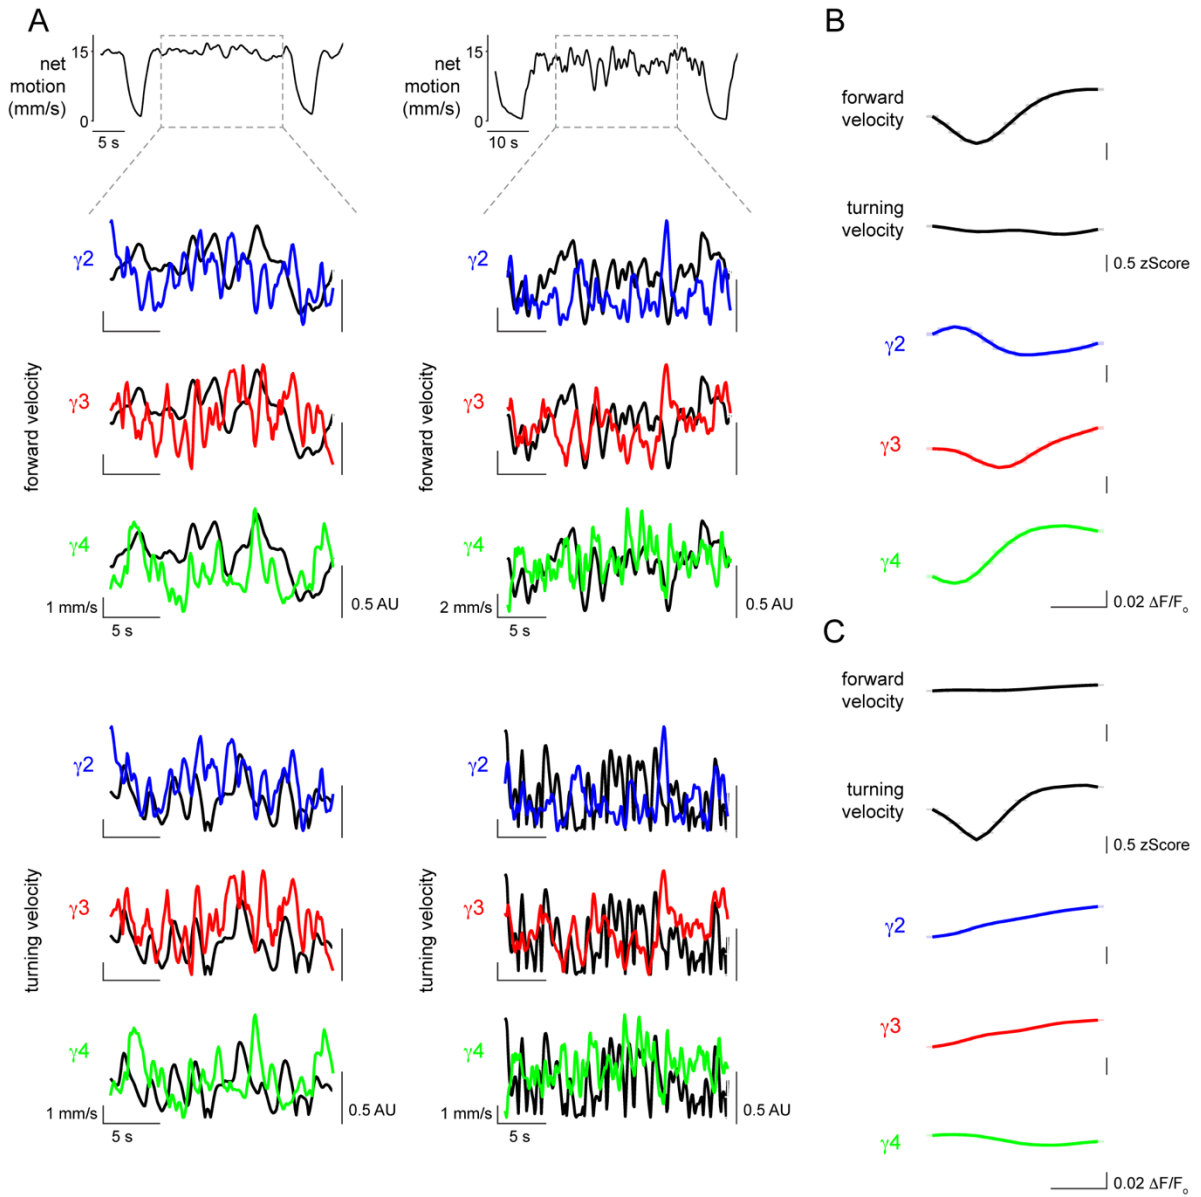 A
15
net
motion
(mm/s)
0
5 s
15
net
motion
(mm/s)
0
10 s
γ2
γ2
forward velocity
γ3
forward velocity
γ3
γ4
1 mm/s
5 s
0.5 AU
γ4
2 mm/s
5 s
0.5 AU
γ2
γ2
turning velocity
γ3
turning velocity
γ3
γ4
1 mm/s
5 s
0.5 AU
γ4
1 mm/s
5 s
0.5 AU
B
forward
velocity
turning
velocity
0.5 zScore
γ2
γ3
γ4
0.02 ΔF/Fo
C
forward
velocity
turning
velocity
0.5 zScore
γ2
γ3
γ4
0.02 ΔF/Fo